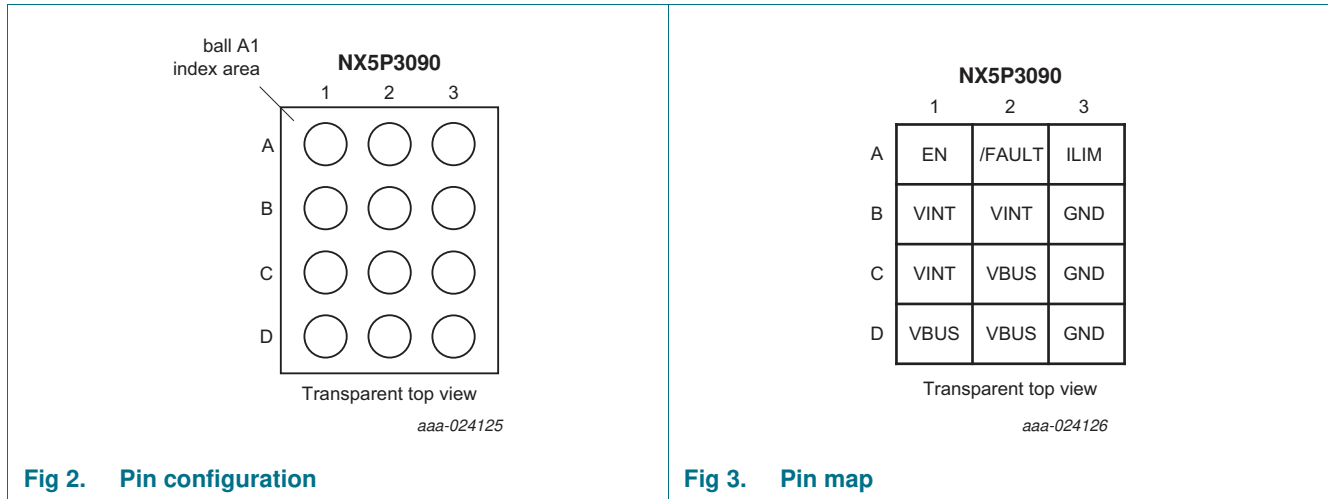 ball A1
index area
NX5P3090
1 2 3
A
B
C
D
Transparent top view
aaa-024125
Fig 2. Pin configuration
NX5P3090
1 2 3
A EN /FAULT ILIM
B VINT VINT GND
C VINT VBUS GND
D VBUS VBUS GND
Transparent top view
aaa-024126
Fig 3. Pin map